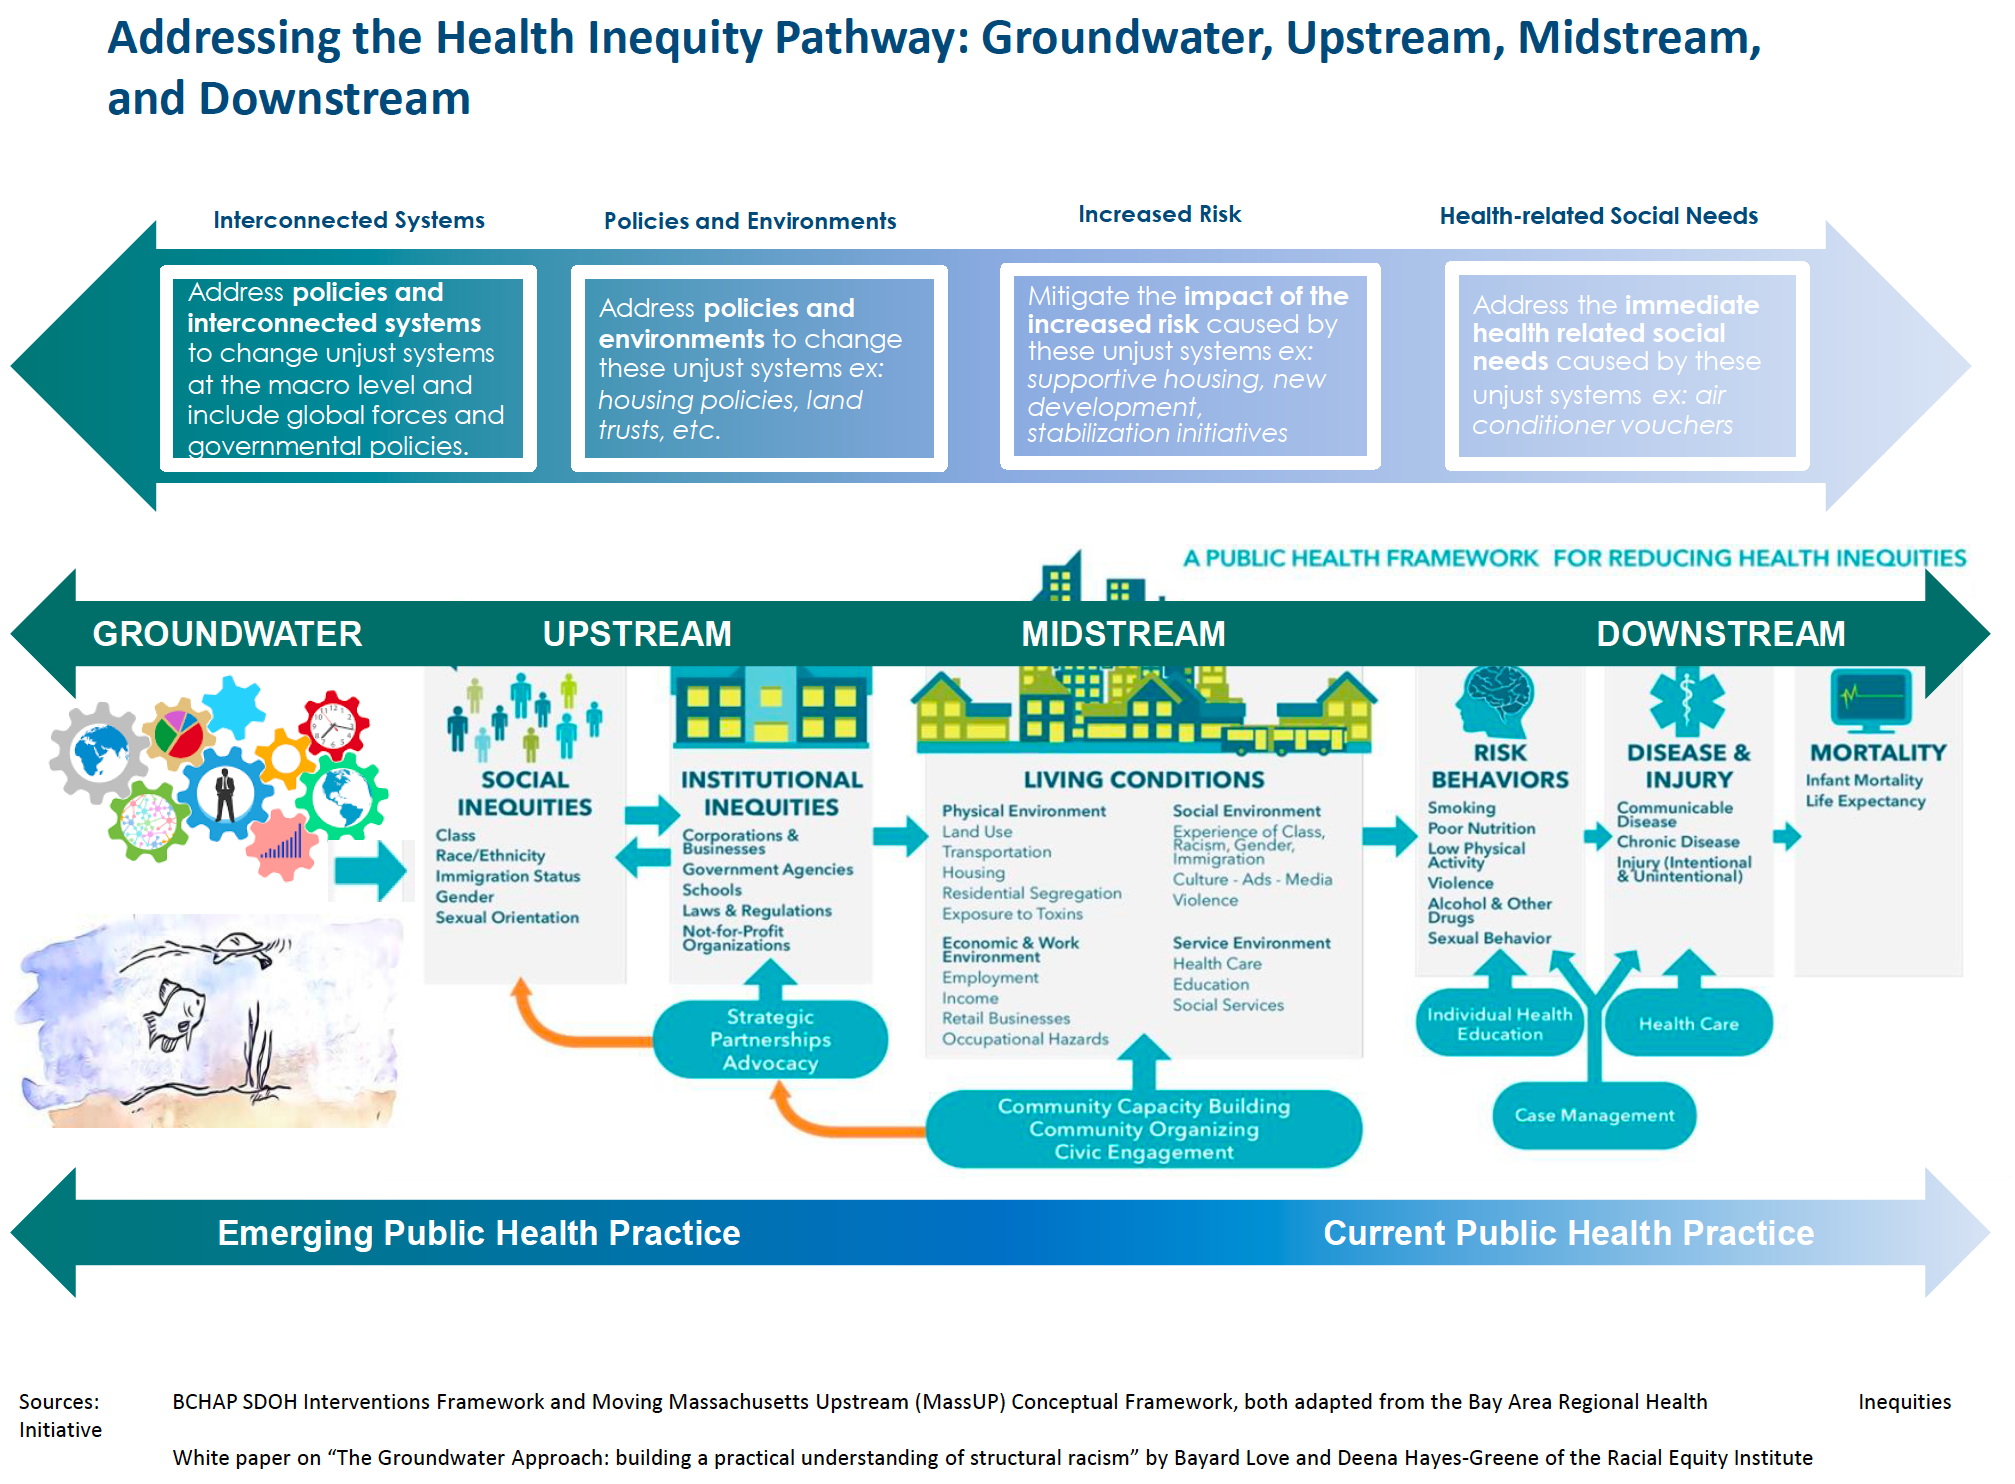 Addressing the Health Inequity Pathway: Groundwater, Upstream, Midstream,
and Downstream
Interconnected Systems
Policies and Environments
Increased Risk
Health-related Social Needs
Address policies and
interconnected systems
to change unjust systems
at the macro level and
include global forces and
governmental policies.
Address policies and
environments to change
these unjust systems ex:
housing policies, land
trusts, etc.
Mitigate the impact of the
increased risk caused by
these unjust systems ex:
supportive housing, new
development,
stabilization initiatives
Address the immediate
health related social
needs caused by these
unjust systems ex: air
conditioner vouchers
A PUBLIC HEALTH FRAMEWORK FOR REDUCING HEALTH INEQUITIES
GROUNDWATER
UPSTREAM
MIDSTREAM
DOWNSTREAM
SOCIAL
INEQUITIES
Class
Race/Ethnicity
Immigration Status
Gender
Sexual Orientation
INSTITUTIONAL
INEQUITIES
Corporations &
Businesses
Government Agencies
Schools
Laws & Regulations
Not-for-Profit
Organizations
Strategic
Partnerships
Advocacy
LIVING CONDITIONS
Physical Environment
Land Use
Transportation
Housing
Residential Segregation
Exposure to Toxins
Economic & Work
Environment
Employment
Income
Retail Businesses
Occupational Hazards
Social Environment
Experience of Class,
Racism, Gender,
Immigration
Culture - Ads - Media
Violence
Service Environment
Health Care
Education
Social Services
Community Capacity Building
Community Organizing
Civic Engagement
RISK
BEHAVIORS
Smoking
Poor Nutrition
Low Physical
Activity
Violence
Alcohol & Other
Drugs
Sexual Behavior
Individual Health
Education
DISEASE &
INJURY
Communicable
Disease
Chronic Disease
Injury (Intentional
& Unintentional)
Health Care
Case Management
MORTALITY
Infant Mortality
Life Expectancy
Emerging Public Health Practice
Current Public Health Practice
Sources: BCHAP SDOH Interventions Framework and Moving Massachusetts Upstream (MassUP) Conceptual Framework, both adapted from the Bay Area Regional Health Inequities
Initiative
White paper on “The Groundwater Approach: building a practical understanding of structural racism” by Bayard Love and Deena Hayes-Greene of the Racial Equity Institute